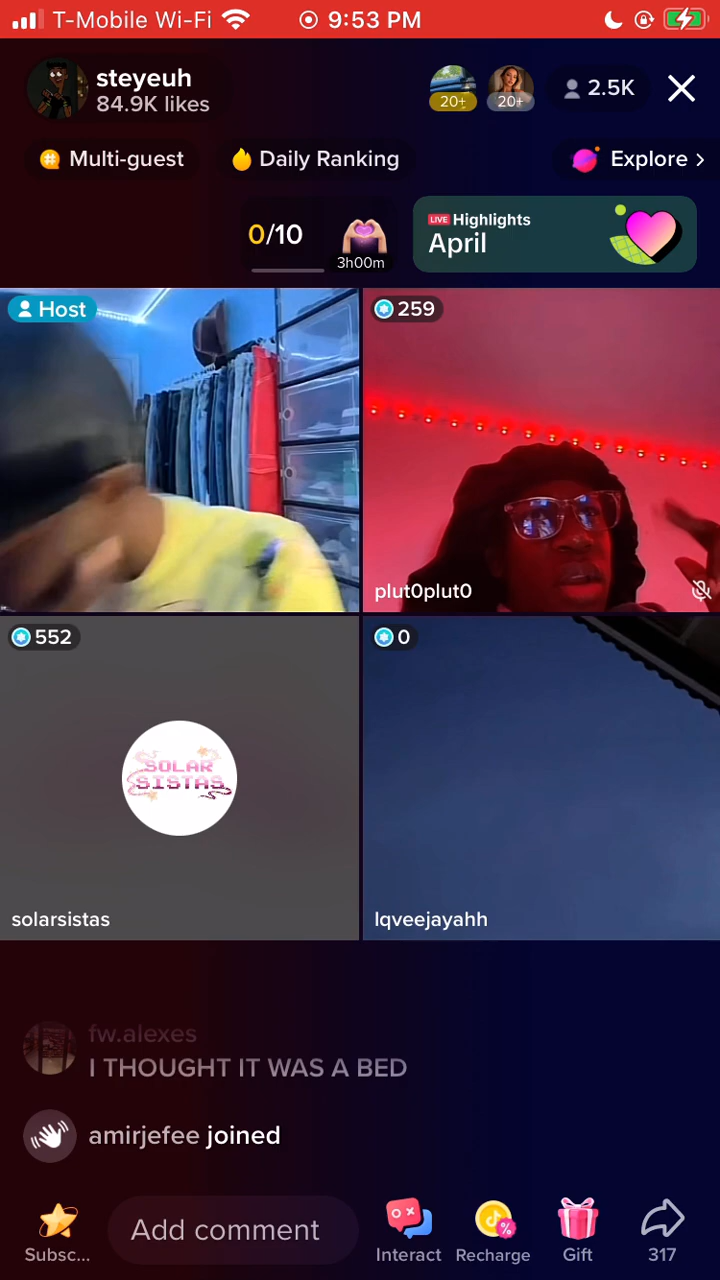 T-Mobile Wi-Fi 9:53 PM
steyeuh
84.9K likes
20+ 20+ 2.5K
Multi-guest Daily Ranking Explore >
0/10
3h00m
LIVE Highlights
April
Host
259
plut0plut0
552
SOLAR
SISTAS
solarsistas
0
lqveejayahh
fw.alexes
I THOUGHT IT WAS A BED
amirjefee joined
Add comment
Subsc... Interact Recharge Gift 317